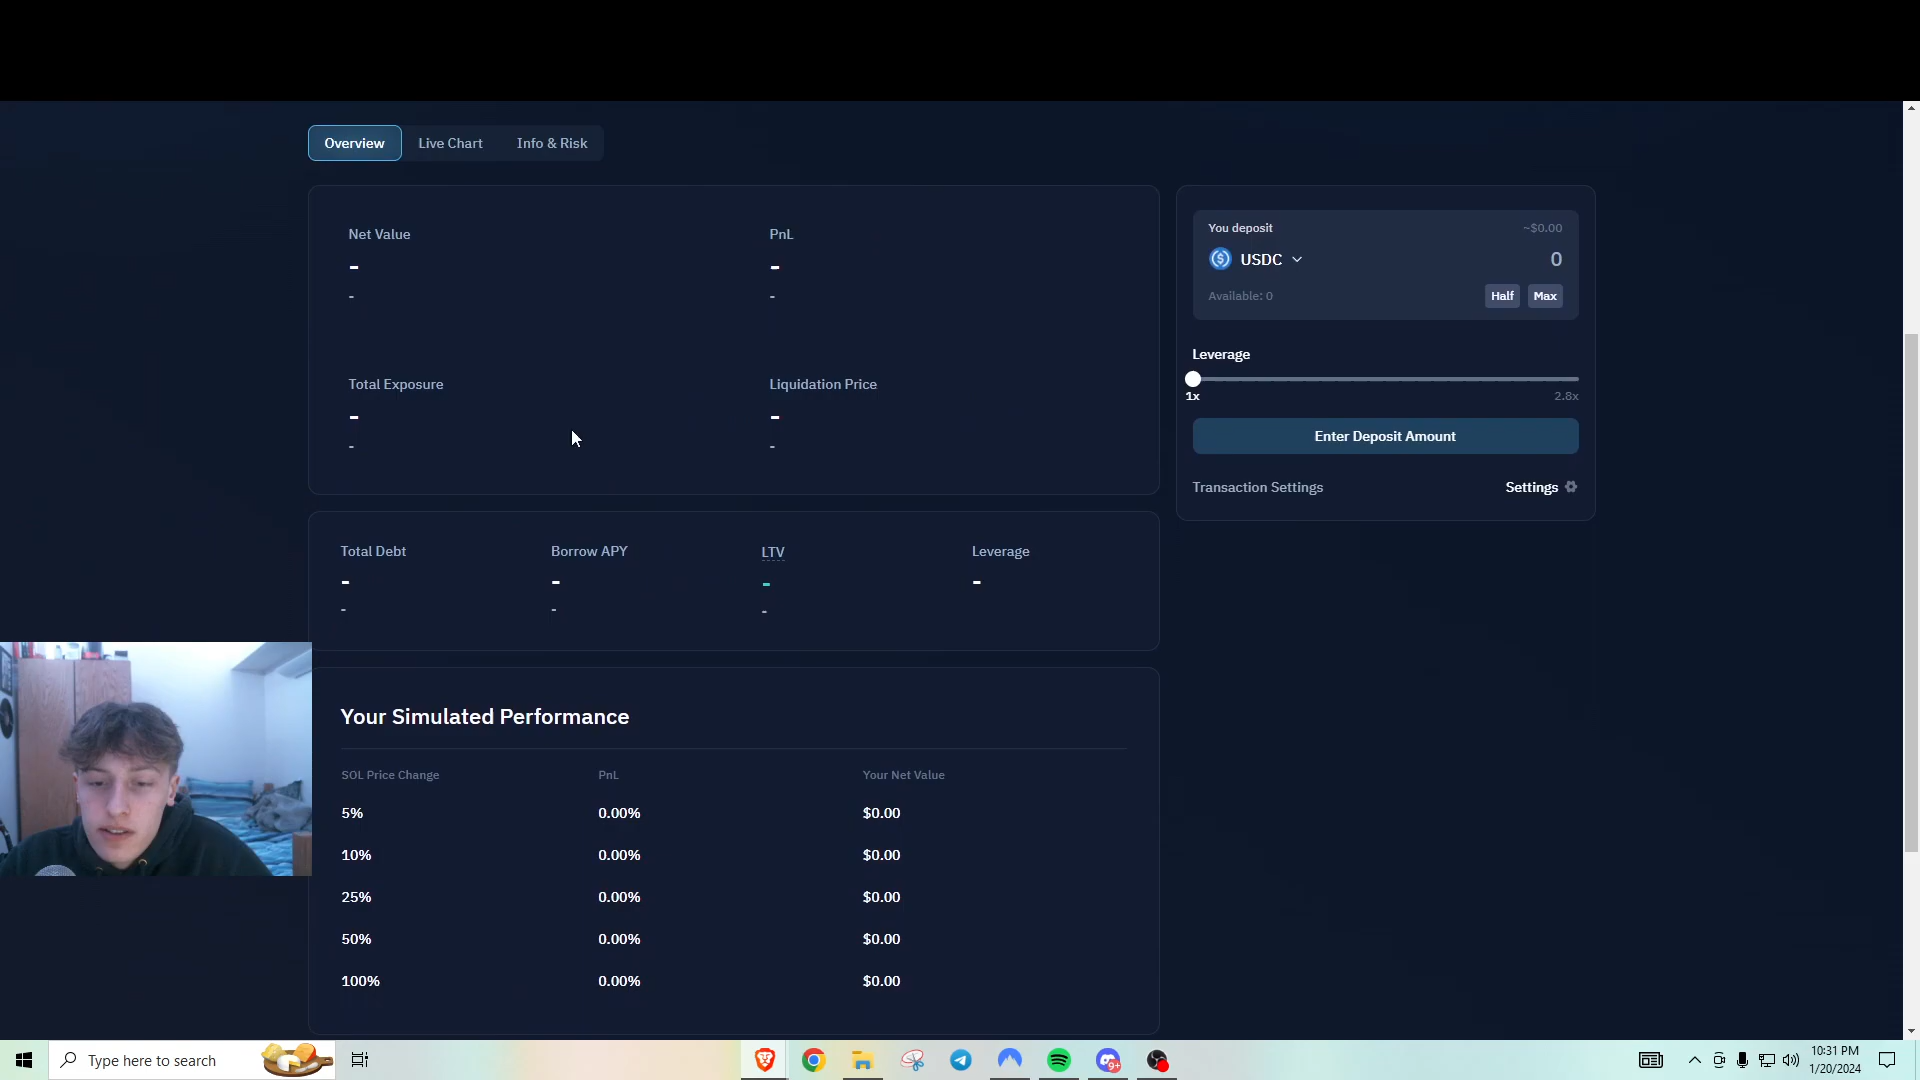 Overview Live Chart Info & Risk
Net Value PnL
- -
- -
Total Exposure Liquidation Price
- -
- -
You deposit ~$0.00
USDC 0
Available: 0 Half Max
Leverage
1x 2.8x
Enter Deposit Amount
Transaction Settings Settings
Total Debt Borrow APY LTV Leverage
- - - -
- - -
Your Simulated Performance
SOL Price Change PnL Your Net Value
5% 0.00% $0.00
10% 0.00% $0.00
25% 0.00% $0.00
50% 0.00% $0.00
100% 0.00% $0.00
Type here to search
9+
10:31 PM
1/20/2024